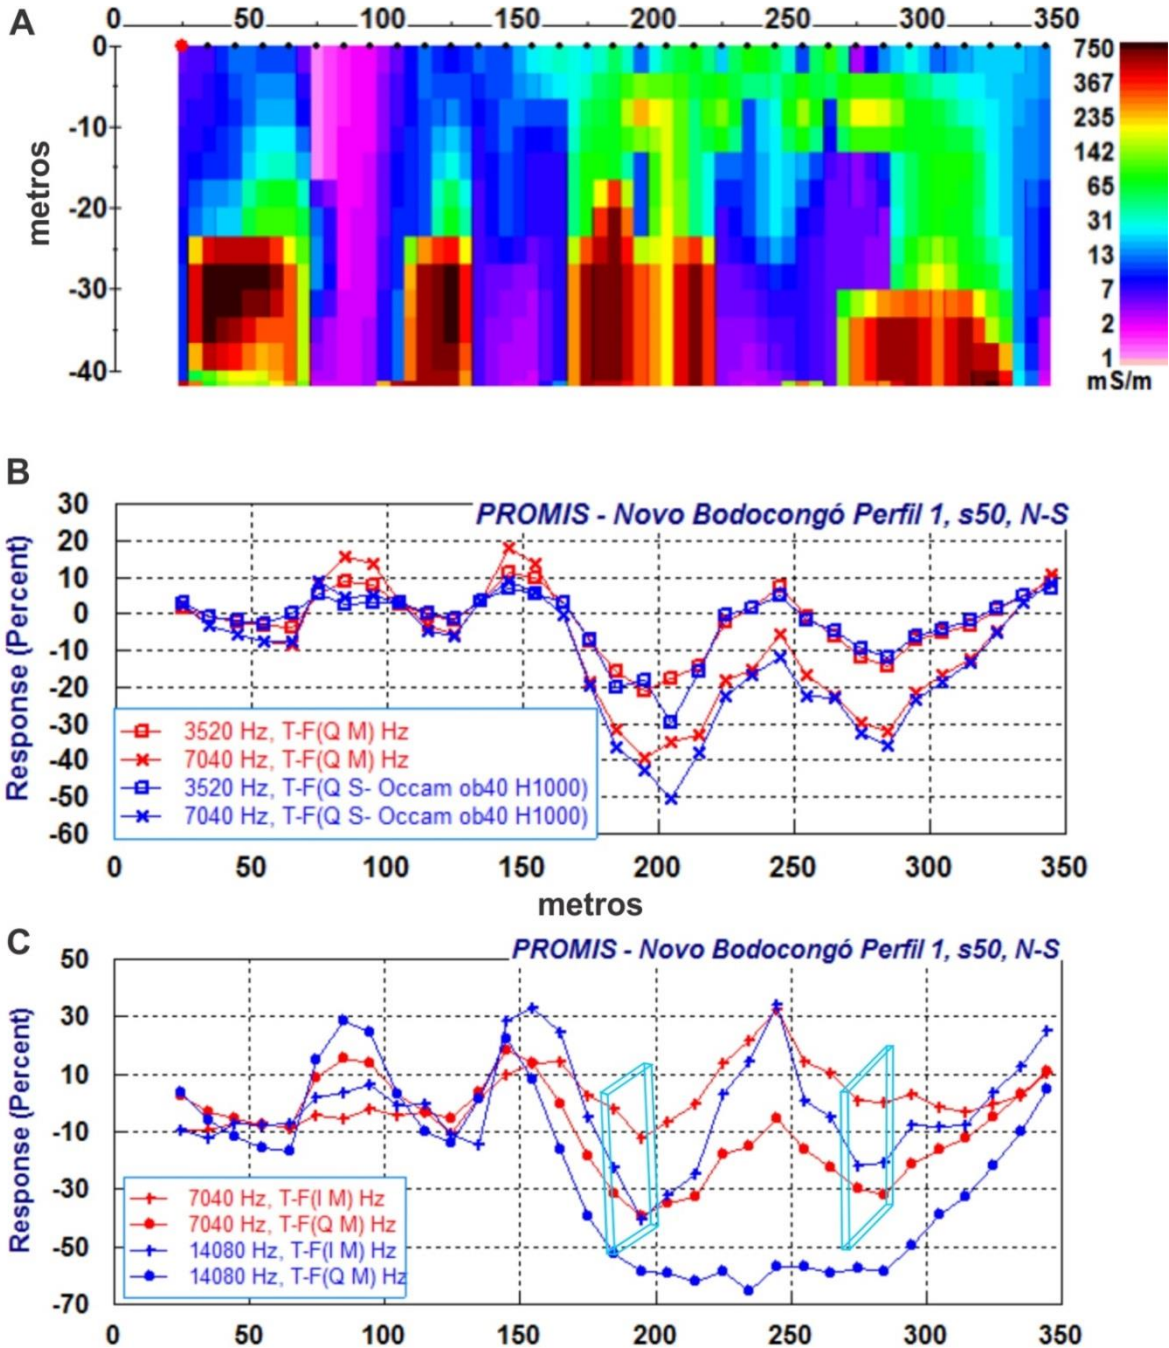 A
0 50 100 150 200 250 300 350
0
-10
-20
-30
-40
metros
750
367
235
142
65
31
13
7
2
1
mS/m
B
PROMIS - Novo Bodocongó Perfil 1, s50, N-S
30
20
10
0
-10
-20
-30
-40
-50
-60
Response (Percent)
3520 Hz, T-F(Q M) Hz
7040 Hz, T-F(Q M) Hz
3520 Hz, T-F(Q S- Occam ob40 H1000)
7040 Hz, T-F(Q S- Occam ob40 H1000)
0 50 100 150 200 250 300 350
metros
C
PROMIS - Novo Bodocongó Perfil 1, s50, N-S
50
30
10
-10
-30
-50
-70
Response (Percent)
7040 Hz, T-F(I M) Hz
7040 Hz, T-F(Q M) Hz
14080 Hz, T-F(I M) Hz
14080 Hz, T-F(Q M) Hz
0 50 100 150 200 250 300 350